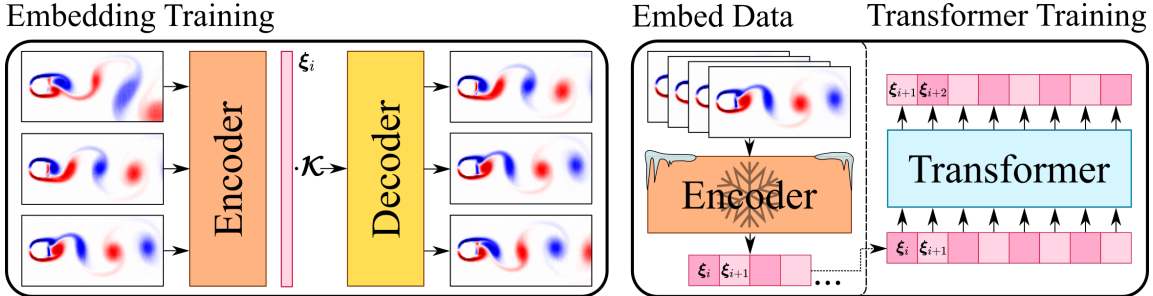 Embedding Training
Embed Data
Transformer Training
Encoder
ξi
·𝒦
Decoder
Encoder
ξi ξi+1
...
ξi+1 ξi+2
Transformer
ξi ξi+1